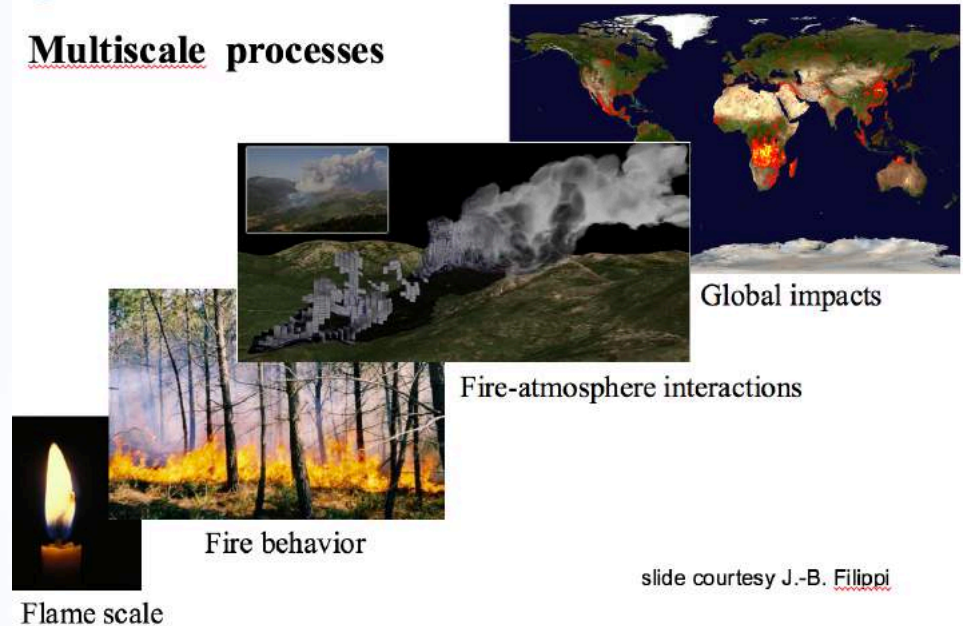 Multiscale processes
Global impacts
Fire-atmosphere interactions
Fire behavior
slide courtesy J.-B. Filippi
Flame scale